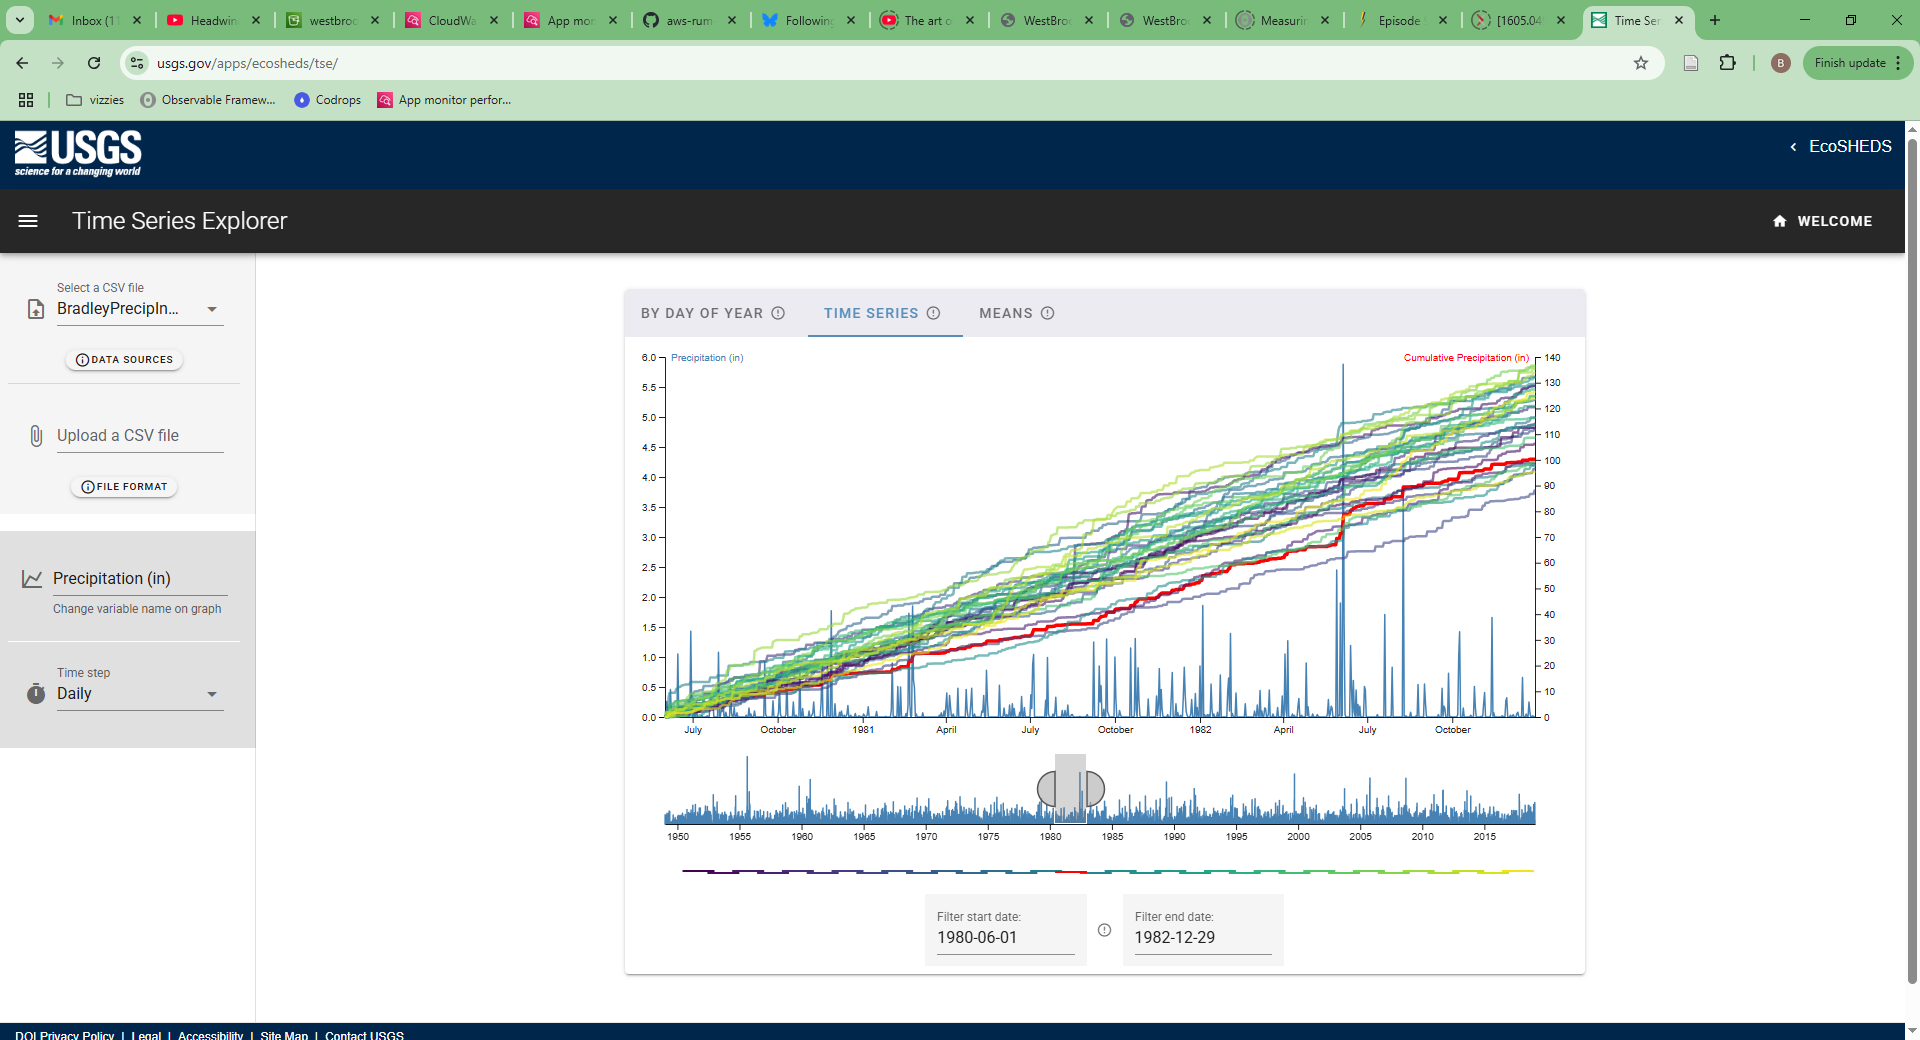 Inbox (1
Headwin
westbroo
CloudWa
App mon
aws-rum
Following
The art o
WestBro
WestBro
Measurin
Episode
[1605.04
Time Ser
usgs.gov/apps/ecosheds/tse/
B
Finish update
vizzies
Observable Framew...
Codrops
App monitor perfor...
USGS
science for a changing world
EcoSHEDS
Time Series Explorer
WELCOME
Select a CSV file
BradleyPrecipIn...
DATA SOURCES
Upload a CSV file
FILE FORMAT
Precipitation (in)
Change variable name on graph
Time step
Daily
BY DAY OF YEAR
TIME SERIES
MEANS
Precipitation (in)
Cumulative Precipitation (in)
6.0
5.5
5.0
4.5
4.0
3.5
3.0
2.5
2.0
1.5
1.0
0.5
0.0
140
130
120
110
100
90
80
70
60
50
40
30
20
10
0
July October 1981 April July October 1982 April July October
1950 1955 1960 1965 1970 1975 1980 1985 1990 1995 2000 2005 2010 2015
Filter start date:
1980-06-01
Filter end date:
1982-12-29
DOI Privacy Policy | Legal | Accessibility | Site Map | Contact USGS